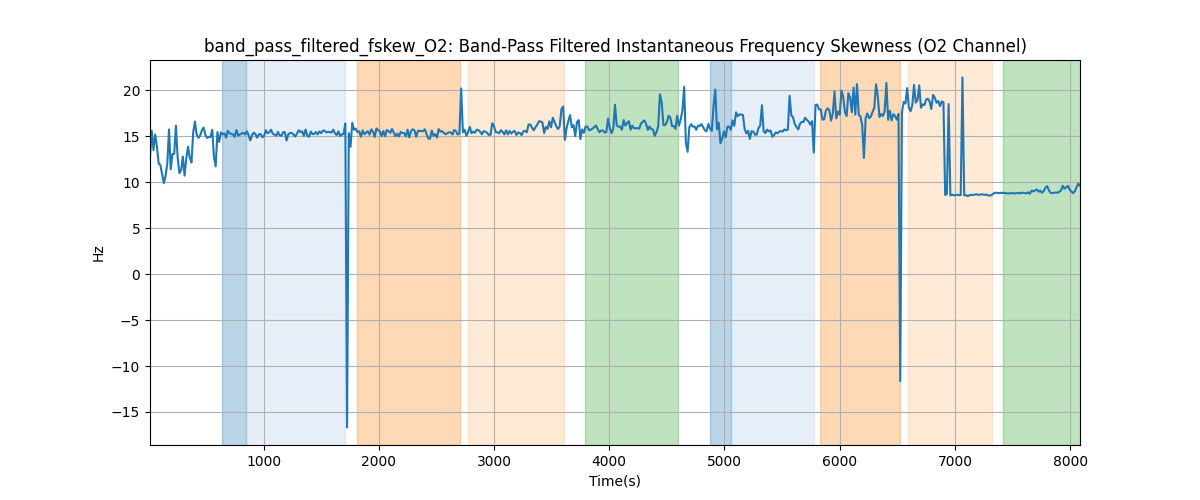 band_pass_filtered_fskew_O2: Band-Pass Filtered Instantaneous Frequency Skewness (O2 Channel)
20
15
10
5
0
−5
−10
−15
Hz
1000 2000 3000 4000 5000 6000 7000 8000
Time(s)